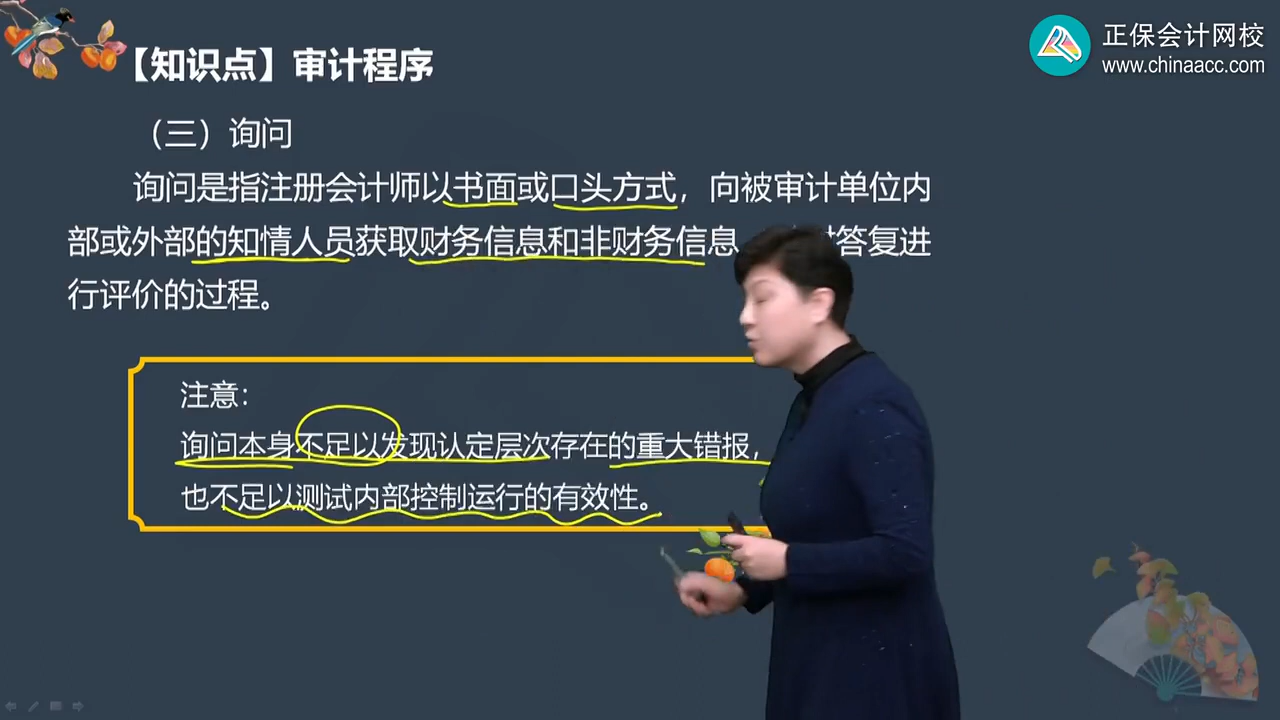 【知识点】审计程序
正保会计网校
www.chinaacc.com
（三）询问
询问是指注册会计师以书面或口头方式，向被审计单位内
部或外部的知情人员获取财务信息和非财务信息 答复进
行评价的过程。
注意：
询问本身不足以发现认定层次存在的重大错报，
也不足以测试内部控制运行的有效性。